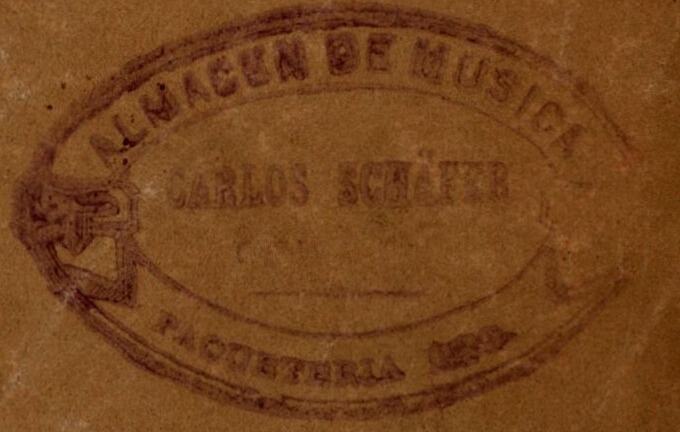 ALMACEN DE MUSICA
CARLOS SCHÄFER
PAQUETERIA